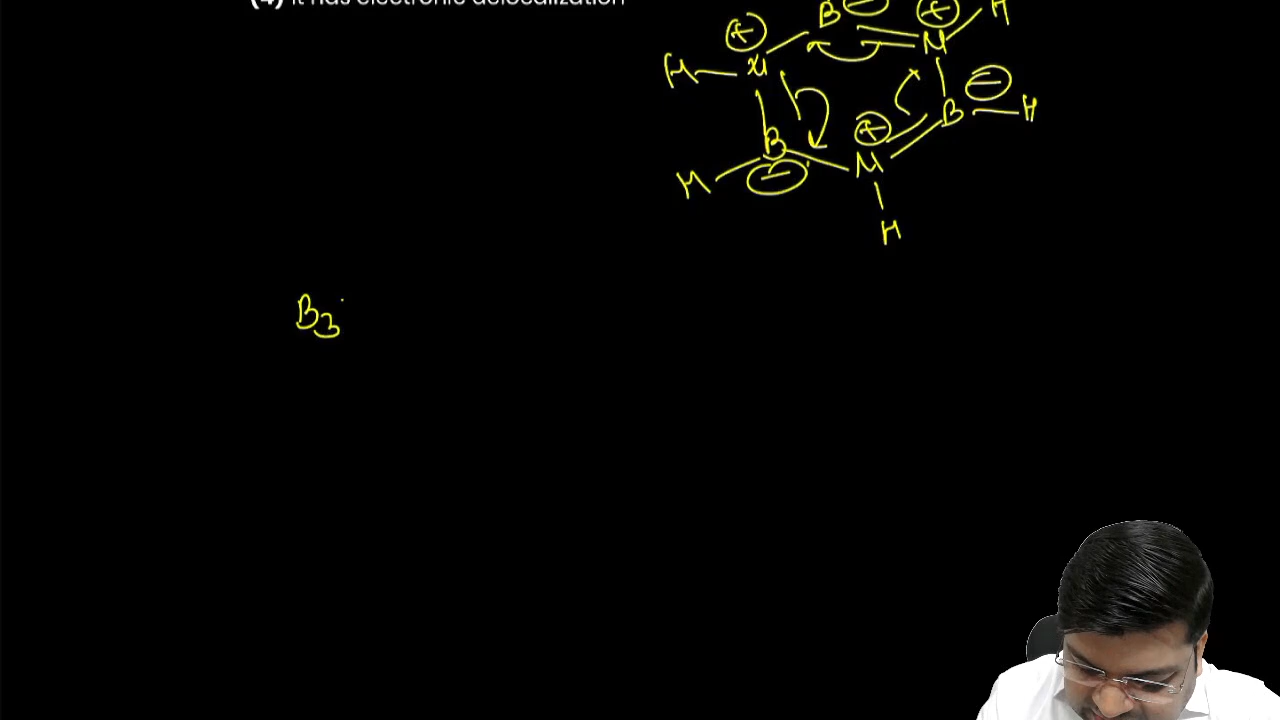 (4) It has electronic delocalization
B ⊖ ⊕ H
⊕ N
H N
B ⊖ H
⊕
B N
H ⊖
H
B3